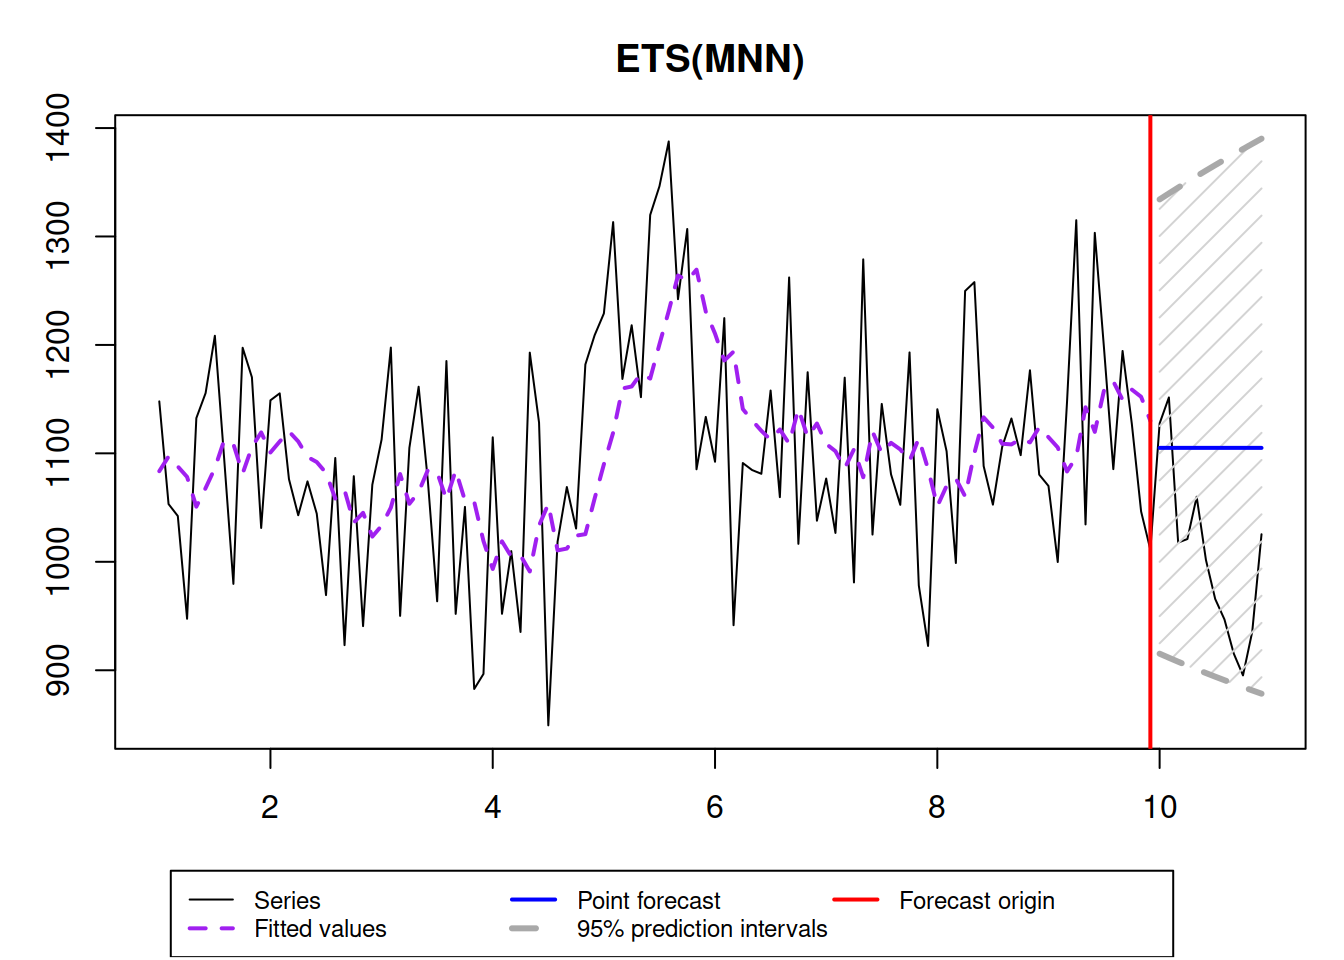 ETS(MNN)
1400
1300
1200
1100
1000
900
2 4 6 8 10
Series Point forecast Forecast origin
Fitted values 95% prediction intervals